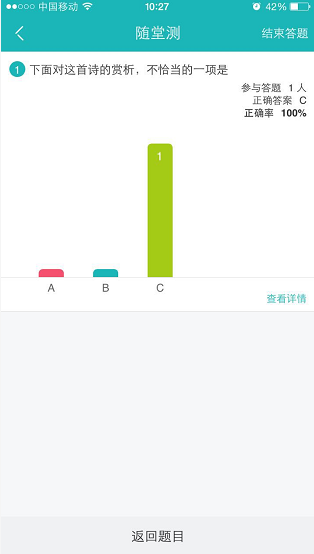 中国移动 10:27 42%
随堂测 结束答题
1 下面对这首诗的赏析，不恰当的一项是
参与答题 1 人
正确答案 C
正确率 100%
1
A B C
查看详情
返回题目